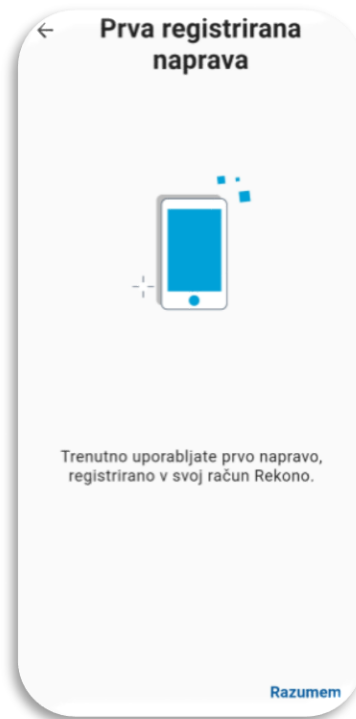 Prva registrirana
naprava
Trenutno uporabljate prvo napravo,
registrirano v svoj račun Rekono.
Razumem